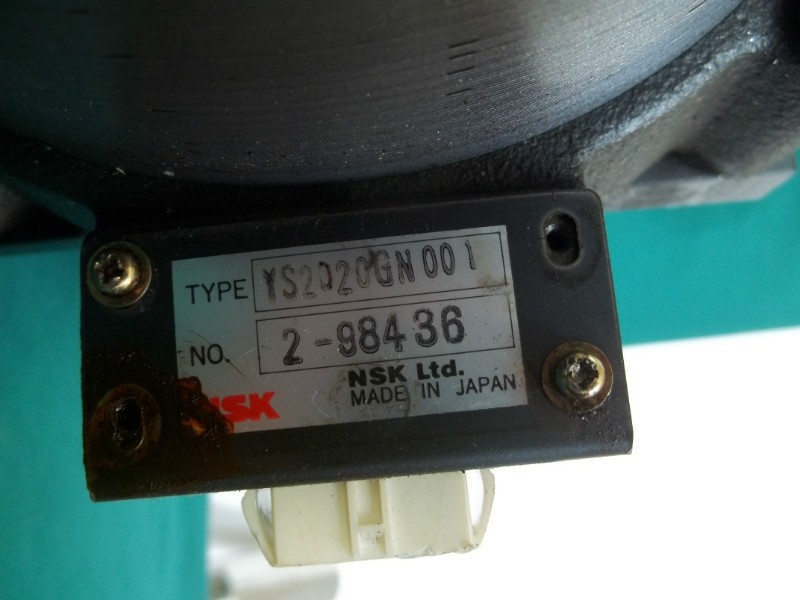 TYPE YS2020GN001
NO. 2-98436
NSK Ltd.
NSK MADE IN JAPAN